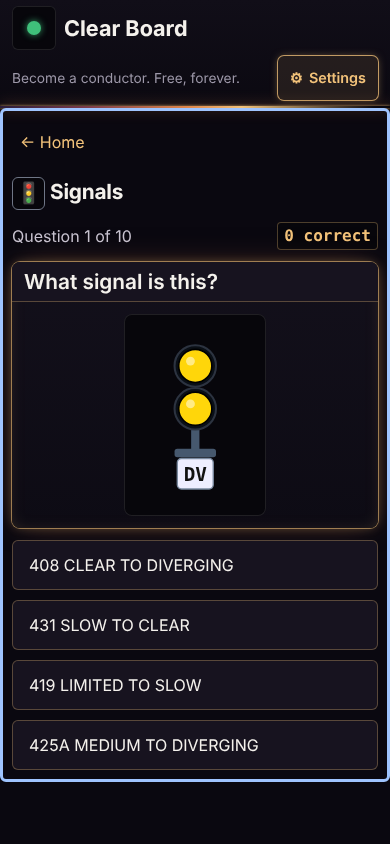 Clear Board
Become a conductor. Free, forever.
⚙ Settings
← Home
Signals
Question 1 of 10
0 correct
What signal is this?
DV
408 CLEAR TO DIVERGING
431 SLOW TO CLEAR
419 LIMITED TO SLOW
425A MEDIUM TO DIVERGING